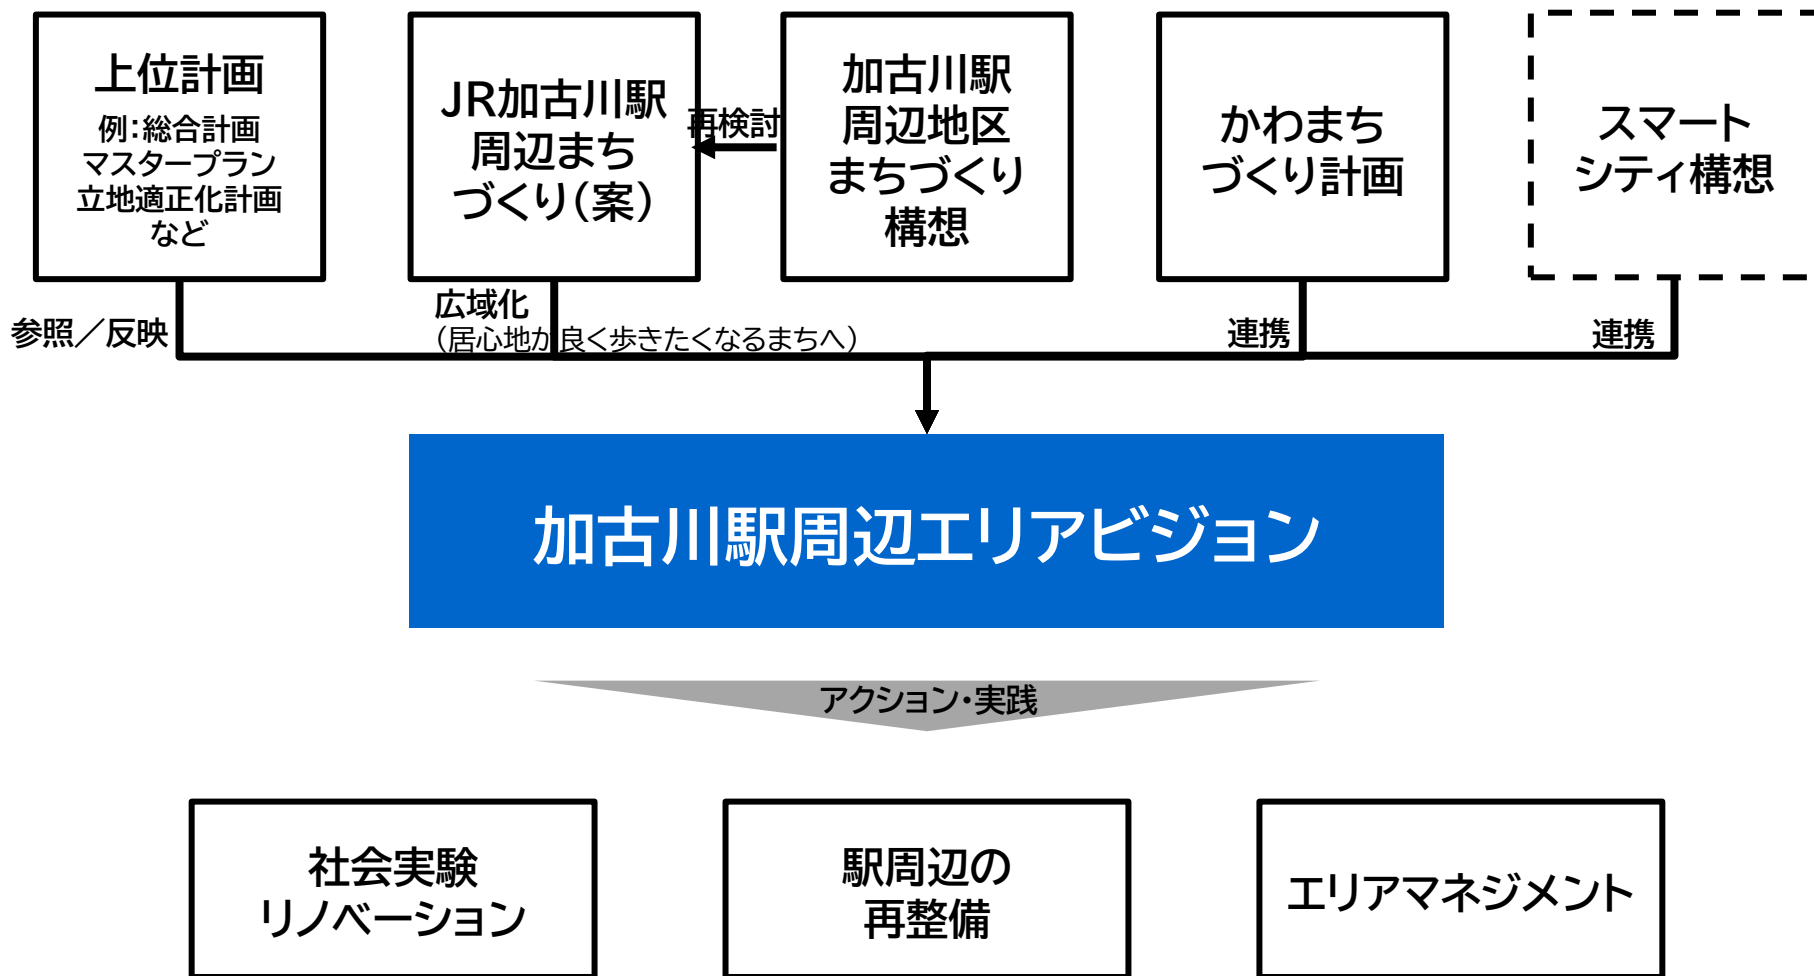 上位計画
例：総合計画
マスタープラン
立地適正化計画
など
JR加古川駅
周辺まち
づくり（案）
再検討
加古川駅
周辺地区
まちづくり
構想
かわまち
づくり計画
スマート
シティ構想
参照／反映
広域化
（居心地が良く歩きたくなるまちへ）
連携
連携
加古川駅周辺エリアビジョン
アクション・実践
社会実験
リノベーション
駅周辺の
再整備
エリアマネジメント